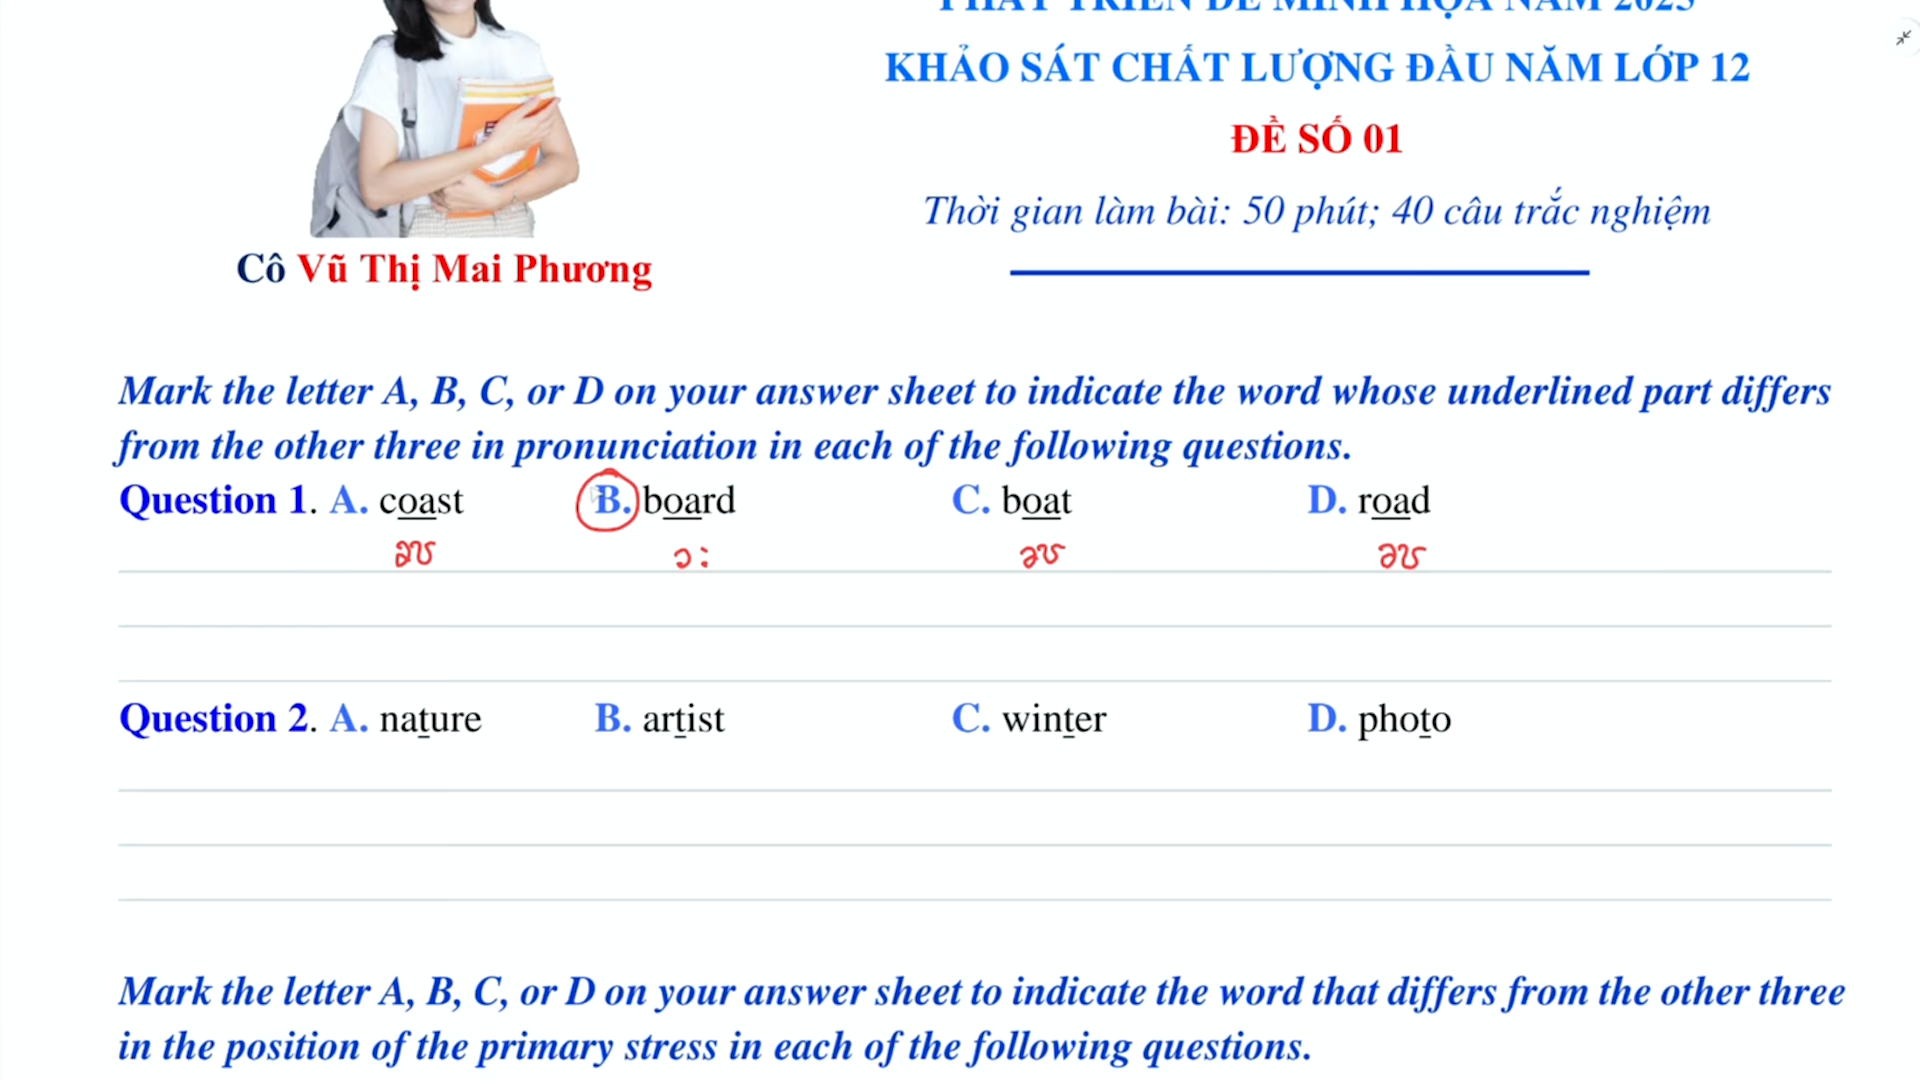 KHẢO SÁT CHẤT LƯỢNG ĐẦU NĂM LỚP 12
ĐỀ SỐ 01
Thời gian làm bài: 50 phút; 40 câu trắc nghiệm
Cô Vũ Thị Mai Phương
Mark the letter A, B, C, or D on your answer sheet to indicate the word whose underlined part differs
from the other three in pronunciation in each of the following questions.
Question 1. A. coast B. board C. boat D. road
əʊ ɔ: əʊ əʊ
Question 2. A. nature B. artist C. winter D. photo
Mark the letter A, B, C, or D on your answer sheet to indicate the word that differs from the other three
in the position of the primary stress in each of the following questions.